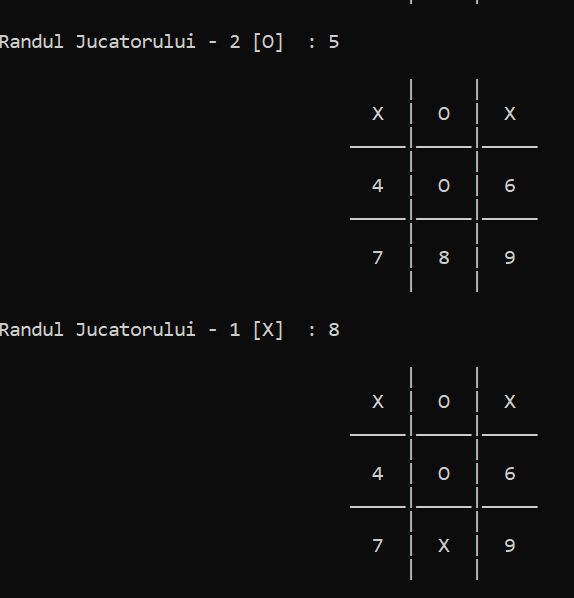 Randul Jucatorului - 2 [O]  : 5
X | O | X
4 | O | 6
7 | 8 | 9
Randul Jucatorului - 1 [X]  : 8
X | O | X
4 | O | 6
7 | X | 9